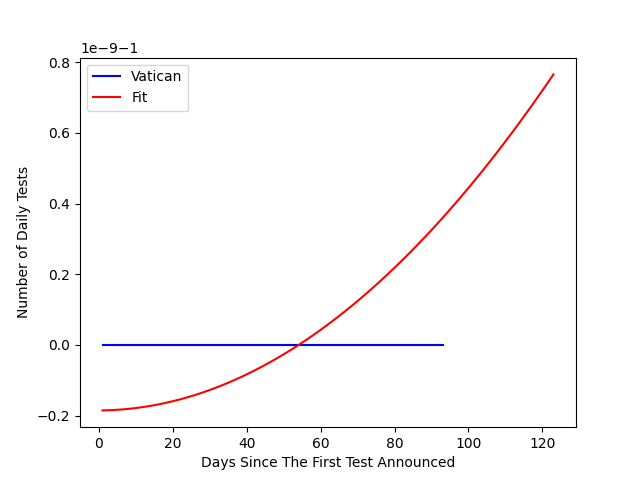 1e−9−1
0.8
0.6
0.4
0.2
0.0
−0.2
Vatican
Fit
Number of Daily Tests
0 20 40 60 80 100 120
Days Since The First Test Announced